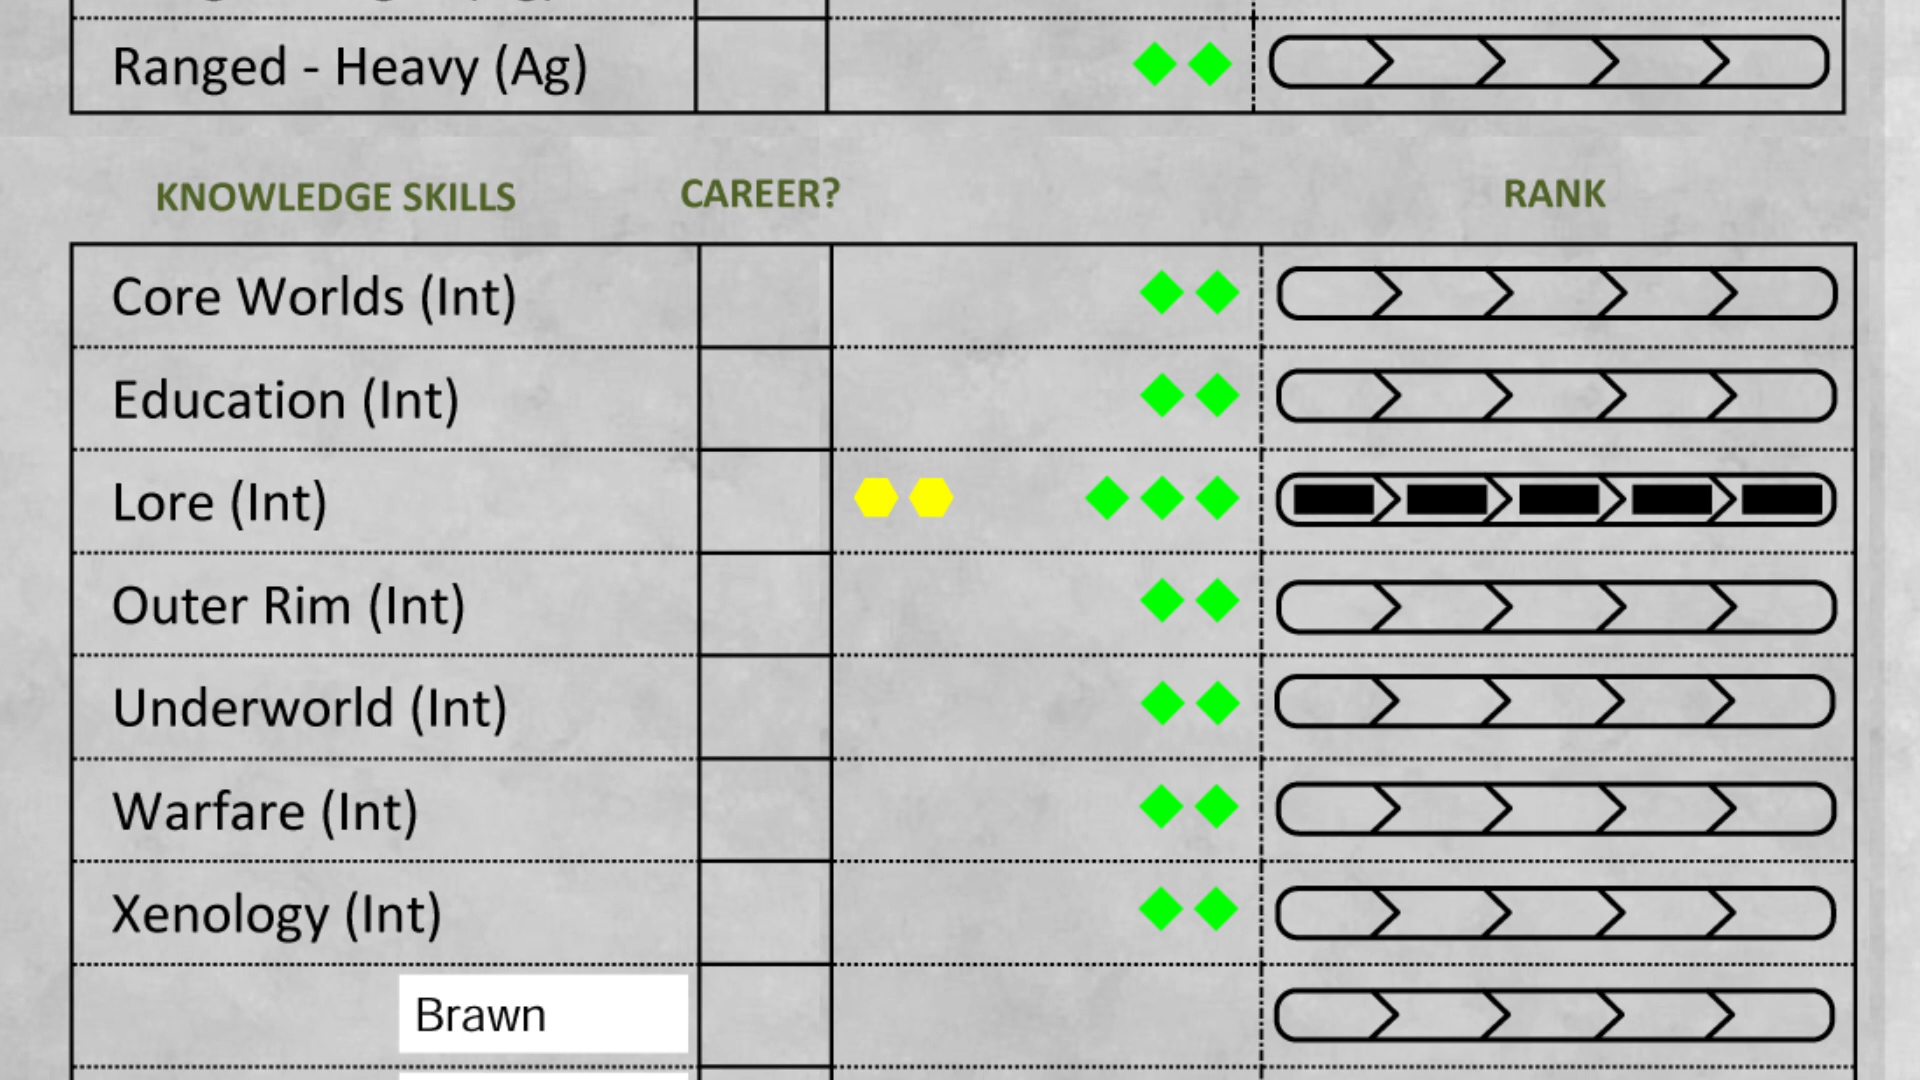 Ranged - Heavy (Ag)
KNOWLEDGE SKILLS CAREER? RANK
Core Worlds (Int)
Education (Int)
Lore (Int)
Outer Rim (Int)
Underworld (Int)
Warfare (Int)
Xenology (Int)
Brawn